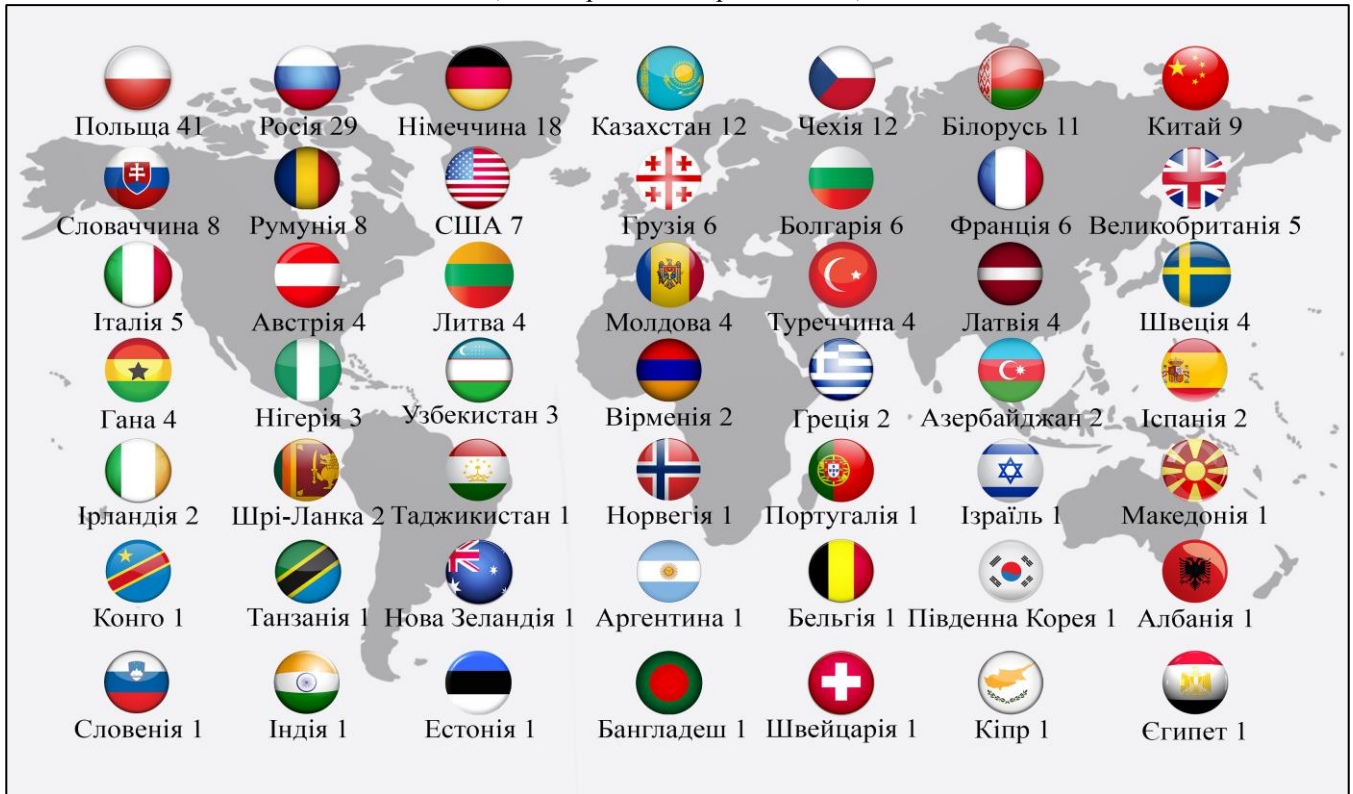 Польща 41 Росія 29 Німеччина 18 Казахстан 12 Чехія 12 Білорусь 11 Китай 9
Словаччина 8 Румунія 8 США 7 Грузія 6 Болгарія 6 Франція 6 Великобританія 5
Італія 5 Австрія 4 Литва 4 Молдова 4 Туреччина 4 Латвія 4 Швеція 4
Гана 4 Нігерія 3 Узбекистан 3 Вірменія 2 Греція 2 Азербайджан 2 Іспанія 2
Ірландія 2 Шрі-Ланка 2 Таджикистан 1 Норвегія 1 Португалія 1 Ізраїль 1 Македонія 1
Конго 1 Танзанія 1 Нова Зеландія 1 Аргентина 1 Бельгія 1 Південна Корея 1 Албанія 1
Словенія 1 Індія 1 Естонія 1 Бангладеш 1 Швейцарія 1 Кіпр 1 Єгипет 1